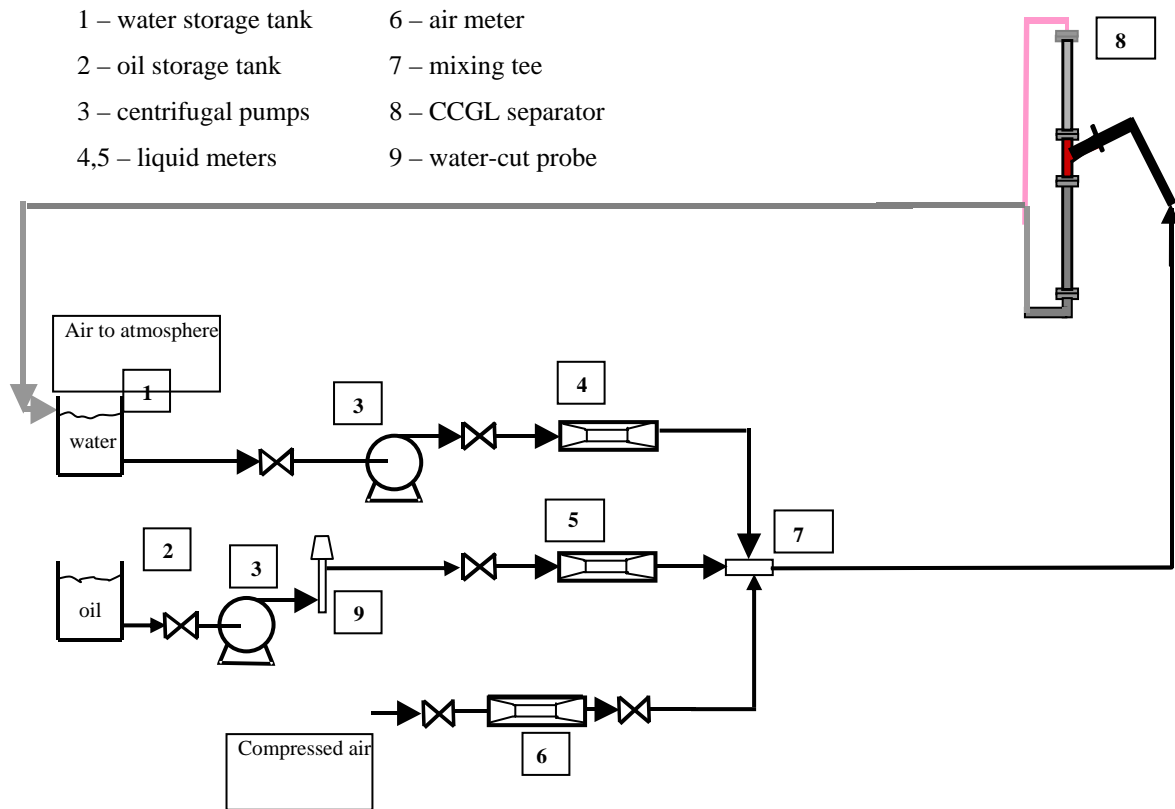 1 – water storage tank
2 – oil storage tank
3 – centrifugal pumps
4,5 – liquid meters
6 – air meter
7 – mixing tee
8 – CCGL separator
9 – water-cut probe
8
Air to atmosphere
1
water
3
4
2
oil
3
9
5
7
Compressed air
6